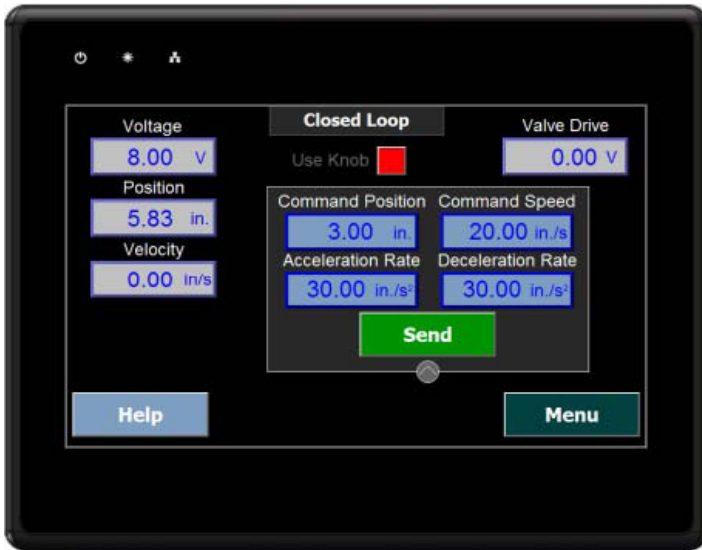 Closed Loop
Voltage
8.00 V
Use Knob
Valve Drive
0.00 V
Position
5.83 in.
Velocity
0.00 in/s
Command Position Command Speed
3.00 in. 20.00 in./s
Acceleration Rate Deceleration Rate
30.00 in./s² 30.00 in./s²
Send
Help
Menu